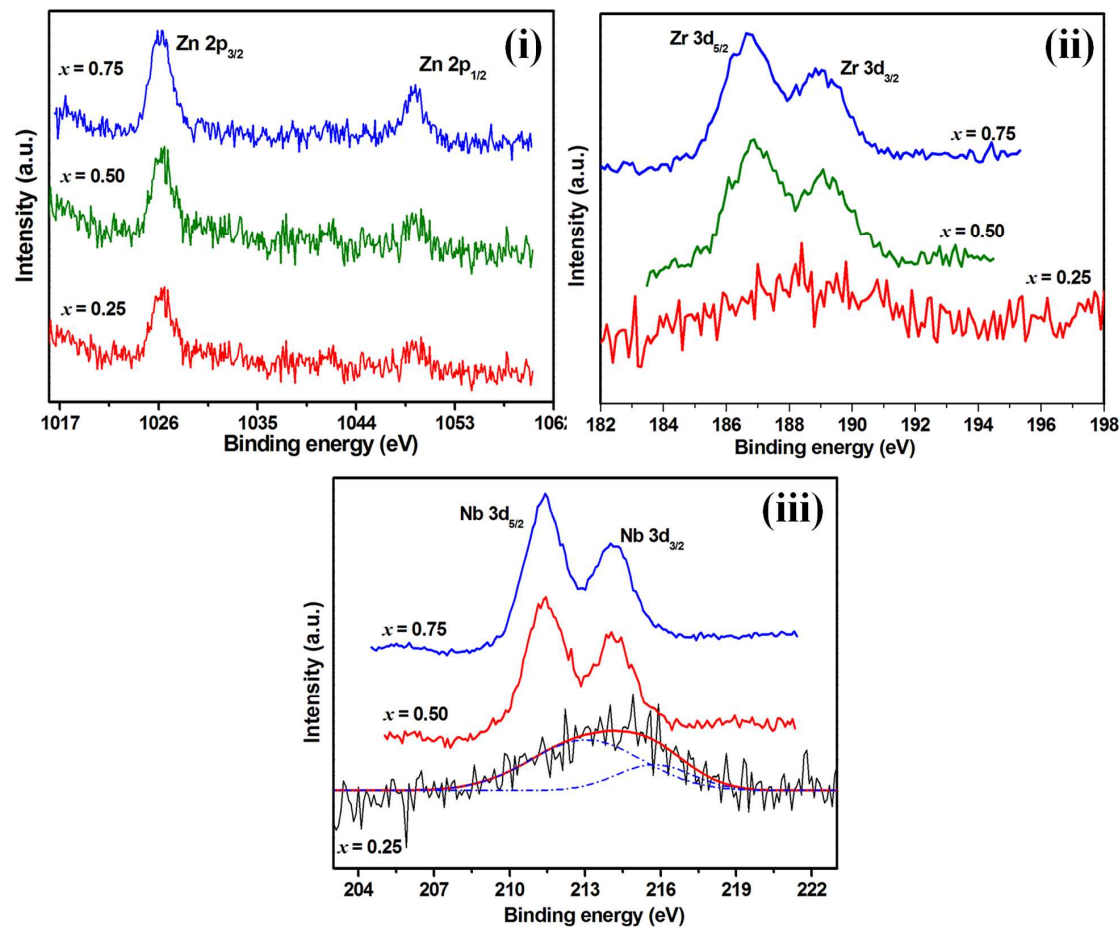 (i)
Zn 2p3/2
Zn 2p1/2
x = 0.75
x = 0.50
x = 0.25
Intensity (a.u.)
1017 1026 1035 1044 1053 1062
Binding energy (eV)
(ii)
Zr 3d5/2
Zr 3d3/2
x = 0.75
x = 0.50
x = 0.25
Intensity (a.u.)
182 184 186 188 190 192 194 196 198
Binding energy (eV)
(iii)
Nb 3d5/2
Nb 3d3/2
x = 0.75
x = 0.50
x = 0.25
Intensity (a.u.)
204 207 210 213 216 219 222
Binding energy (eV)